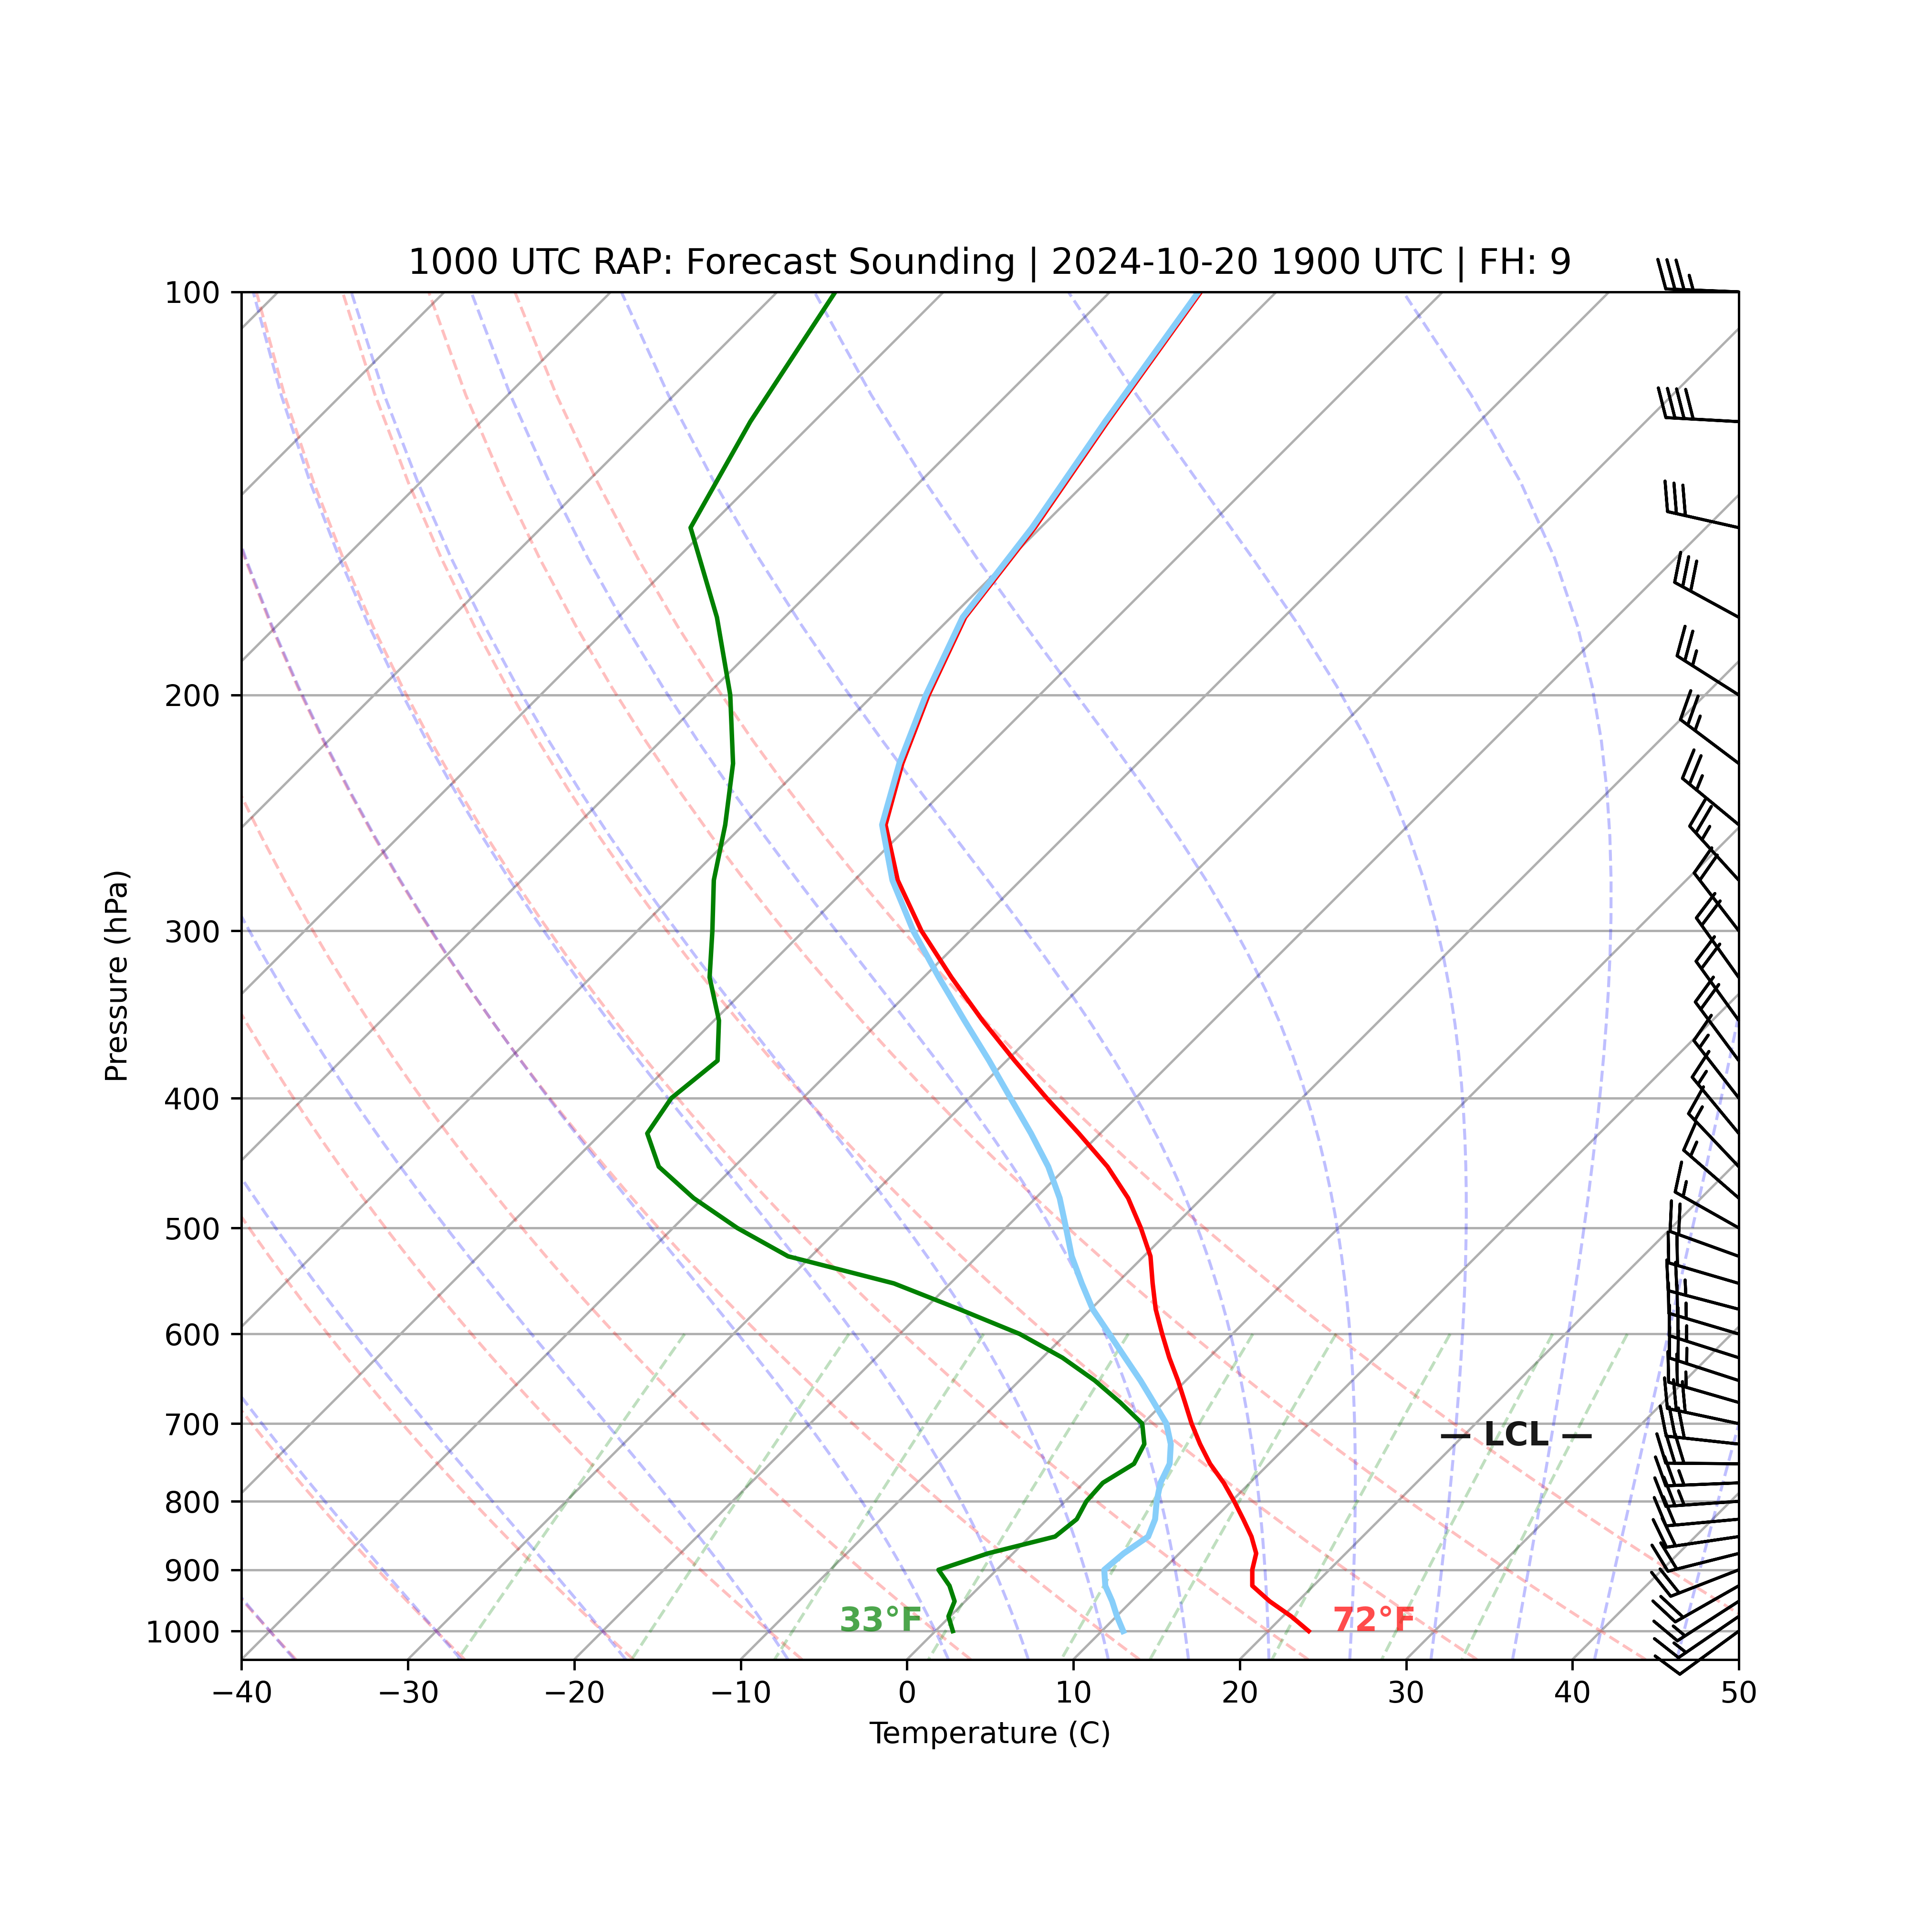 1000 UTC RAP: Forecast Sounding | 2024-10-20 1900 UTC | FH: 9
100
200
300
400
500
600
700
800
900
1000
Pressure (hPa)
— LCL —
33°F
72°F
−40 −30 −20 −10 0 10 20 30 40 50
Temperature (C)